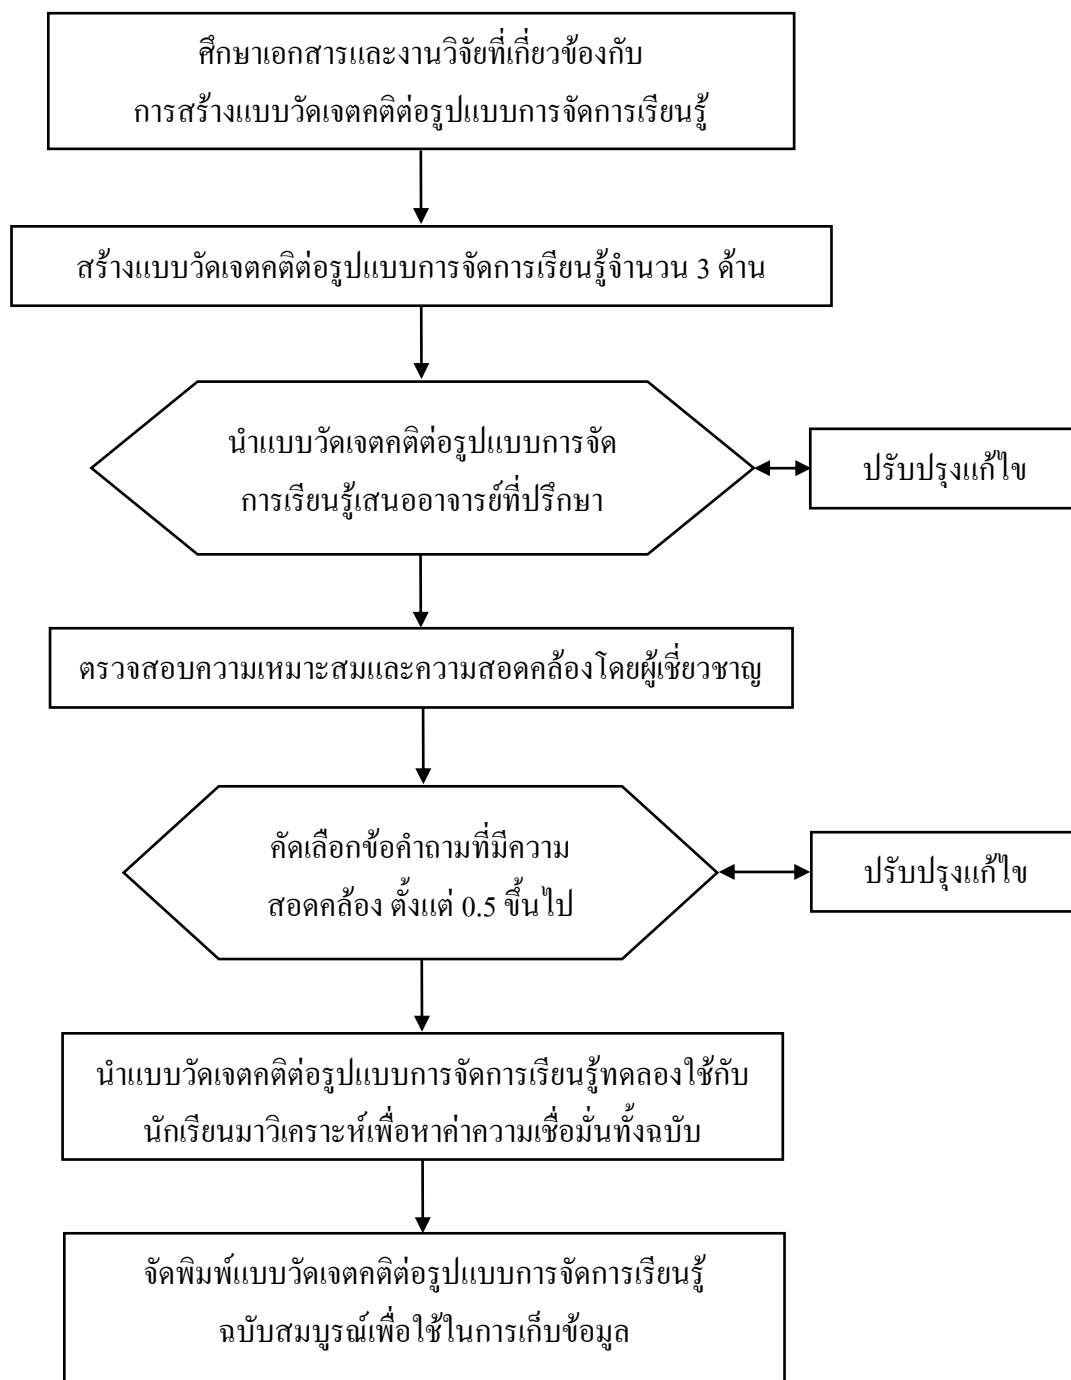 ศึกษาเอกสารและงานวิจัยที่เกี่ยวข้องกับ
การสร้างแบบวัดเจตคติต่อรูปแบบการจัดการเรียนรู้
สร้างแบบวัดเจตคติต่อรูปแบบการจัดการเรียนรู้จำนวน 3 ด้าน
นำแบบวัดเจตคติต่อรูปแบบการจัด
การเรียนรู้เสนออาจารย์ที่ปรึกษา
ปรับปรุงแก้ไข
ตรวจสอบความเหมาะสมและความสอดคล้องโดยผู้เชี่ยวชาญ
คัดเลือกข้อคำถามที่มีความ
สอดคล้อง ตั้งแต่ 0.5 ขึ้นไป
ปรับปรุงแก้ไข
นำแบบวัดเจตคติต่อรูปแบบการจัดการเรียนรู้ทดลองใช้กับ
นักเรียนมาวิเคราะห์เพื่อหาค่าความเชื่อมั่นทั้งฉบับ
จัดพิมพ์แบบวัดเจตคติต่อรูปแบบการจัดการเรียนรู้
ฉบับสมบูรณ์เพื่อใช้ในการเก็บข้อมูล